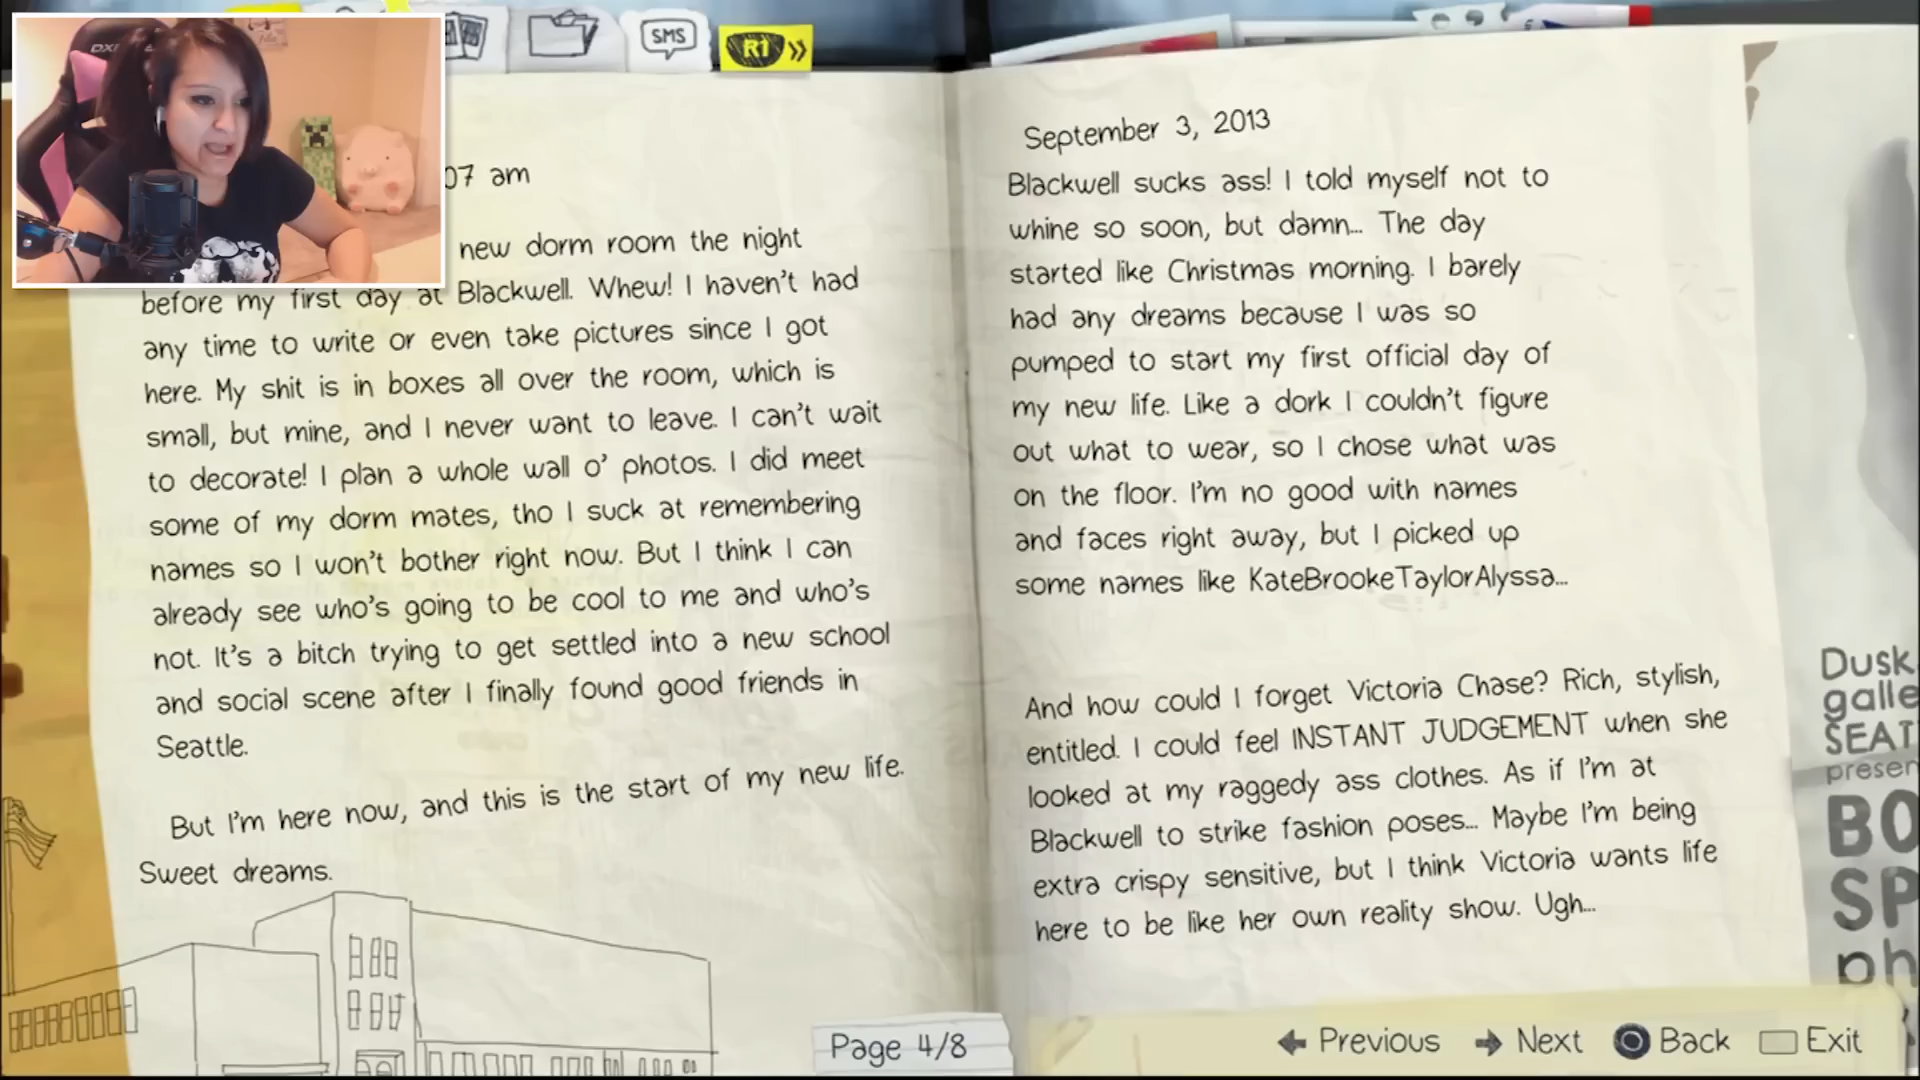 DXR
SMS
R1
07 am
new dorm room the night
before my first day at Blackwell. Whew! I haven't had
any time to write or even take pictures since I got
here. My shit is in boxes all over the room, which is
small, but mine, and I never want to leave. I can't wait
to decorate! I plan a whole wall o' photos. I did meet
some of my dorm mates, tho I suck at remembering
names so I won't bother right now. But I think I can
already see who's going to be cool to me and who's
not. It's a bitch trying to get settled into a new school
and social scene after I finally found good friends in
Seattle.
But I'm here now, and this is the start of my new life.
Sweet dreams.
September 3, 2013
Blackwell sucks ass! I told myself not to
whine so soon, but damn... The day
started like Christmas morning. I barely
had any dreams because I was so
pumped to start my first official day of
my new life. Like a dork I couldn't figure
out what to wear, so I chose what was
on the floor. I'm no good with names
and faces right away, but I picked up
some names like KateBrookeTaylorAlyssa...
And how could I forget Victoria Chase? Rich, stylish,
entitled. I could feel INSTANT JUDGEMENT when she
looked at my raggedy ass clothes. As if I'm at
Blackwell to strike fashion poses... Maybe I'm being
extra crispy sensitive, but I think Victoria wants life
here to be like her own reality show. Ugh...
Dusk
galle
SEAT
presen
BO
SP
ph
Page 4/8
Previous Next Back Exit